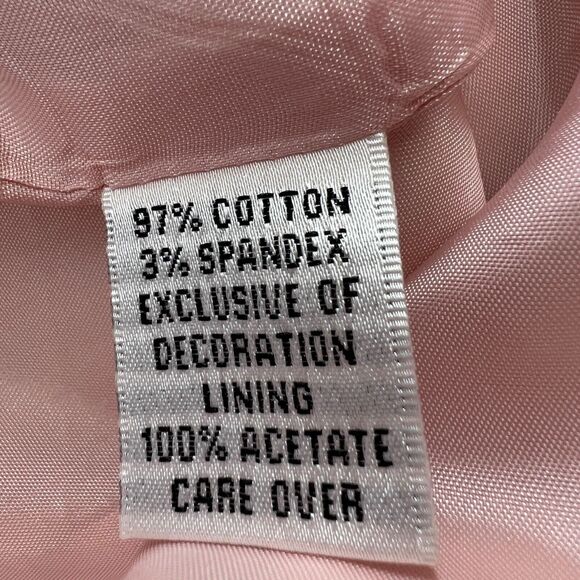 97% COTTON
3% SPANDEX
EXCLUSIVE OF
DECORATION
LINING
100% ACETATE
CARE OVER